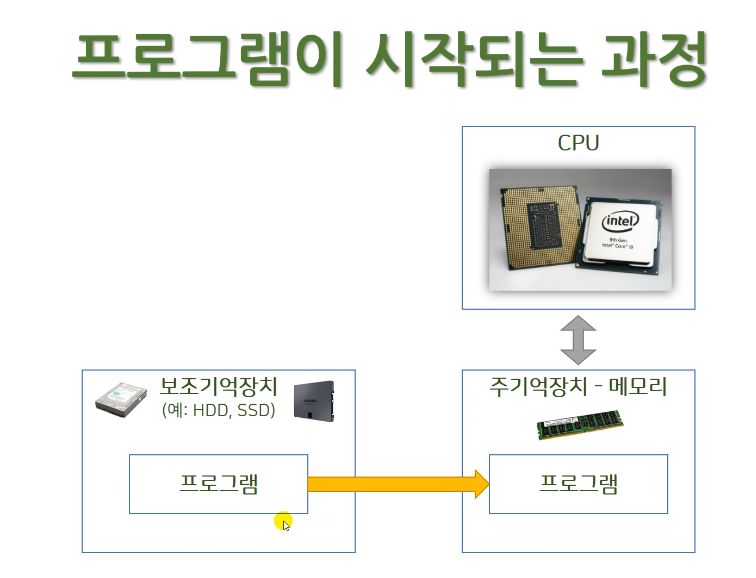 프로그램이 시작되는 과정
CPU
intel
9th Gen
Intel® Core™ i9
보조기억장치
(예: HDD, SSD)
SAMSUNG
프로그램
주기억장치 - 메모리
프로그램